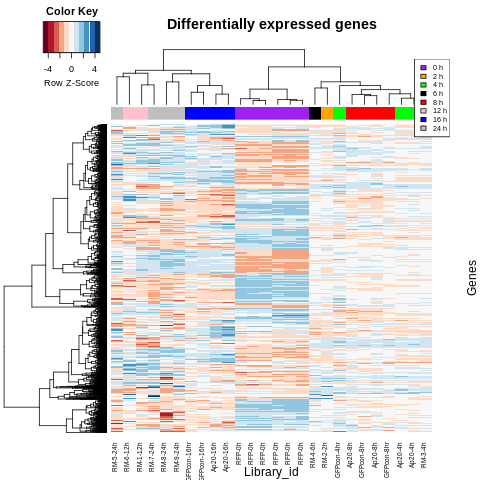 Color Key
-4 0 4
Row Z-Score
Differentially expressed genes
0 h
2 h
4 h
6 h
8 h
12 h
16 h
24 h
Genes
RM-5-24h
RM-6-12h
RM-1-12h
RM-7-24h
RM-8-24h
RM-9-24h
GFPcon-16hr
GFPcon-16hr
Ap20-16h
Ap20-16h
RFP-0h
RFP-0h
RFP-0h
RFP-0h
RFP-0h
RFP-0h
RM-4-6h
RM-2-2h
GFPcon-4hr
Ap20-8h
GFPcon-8hr
Ap20-8h
GFPcon-8hr
Ap20-4h
Ap20-4h
RM-3-4h
Library_id